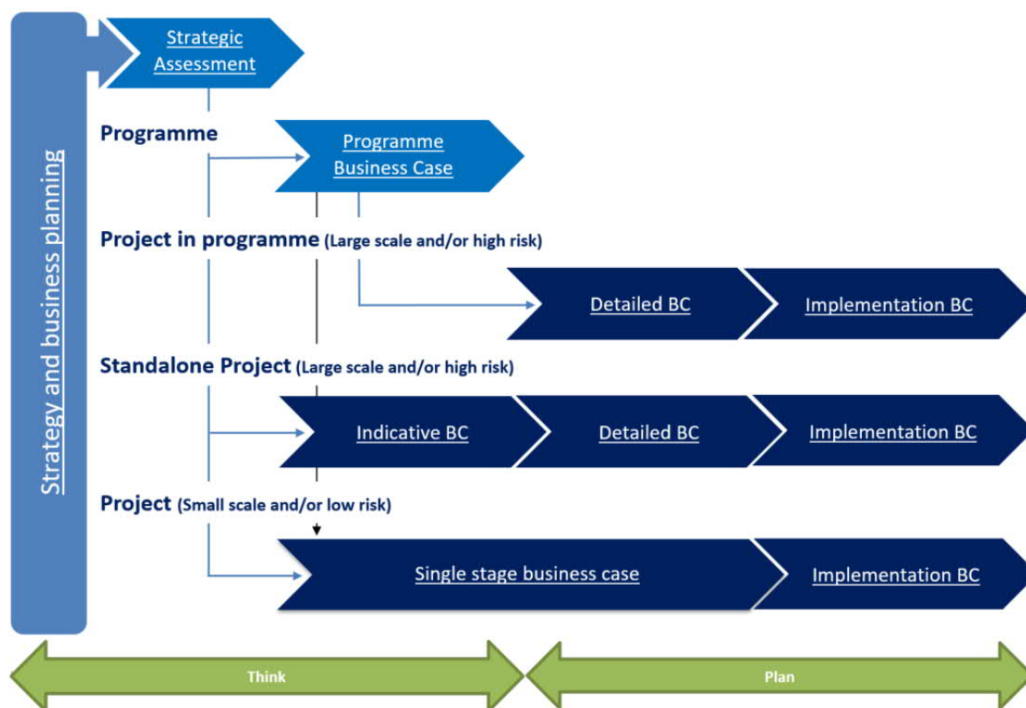 Strategy and business planning
Strategic
Assessment
Programme
Programme
Business Case
Project in programme (Large scale and/or high risk)
Detailed BC
Implementation BC
Standalone Project (Large scale and/or high risk)
Indicative BC
Detailed BC
Implementation BC
Project (Small scale and/or low risk)
Single stage business case
Implementation BC
Think
Plan